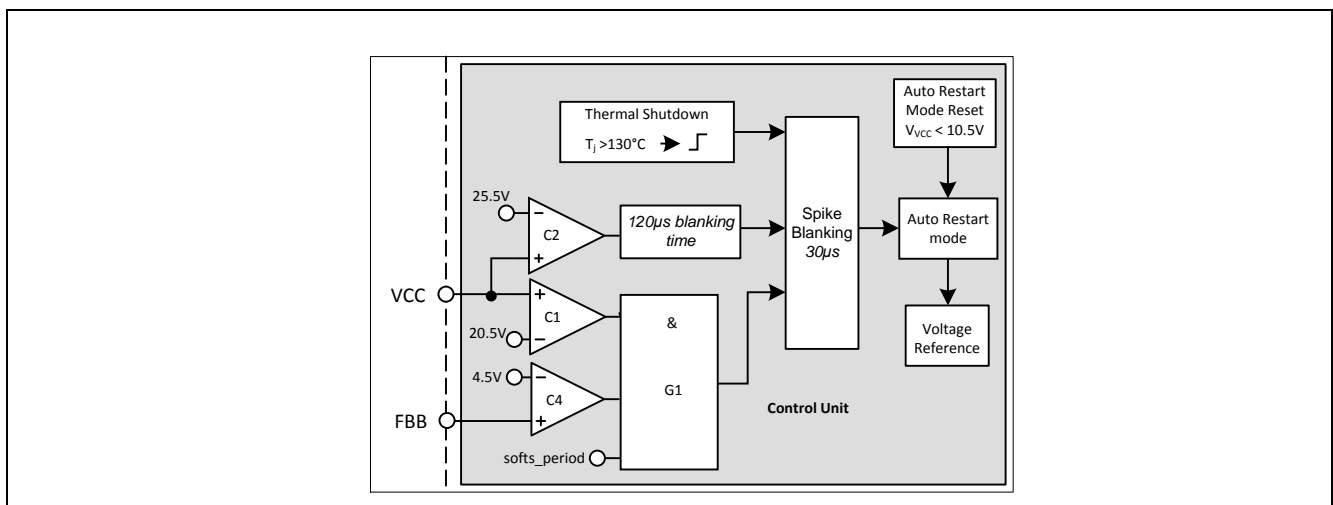 Thermal Shutdown
Tj >130°C
Auto Restart
Mode Reset
VVCC < 10.5V
25.5V
−
C2
+
120µs blanking
time
Spike
Blanking
30µs
Auto Restart
mode
VCC
+
C1
20.5V
−
&
Voltage
Reference
4.5V
−
C4
G1
FBB
+
Control Unit
softs_period